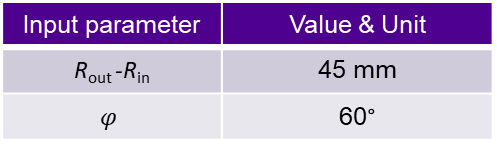 Input parameter Value & Unit
Rout-Rin 45 mm
φ 60°